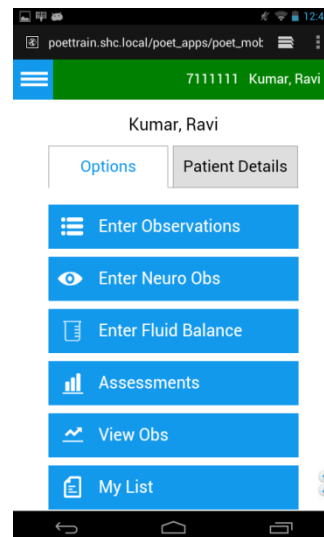 12:4
poettrain.shc.local/poet_apps/poet_mob
7111111 Kumar, Ravi
Kumar, Ravi
Options Patient Details
Enter Observations
Enter Neuro Obs
Enter Fluid Balance
Assessments
View Obs
My List